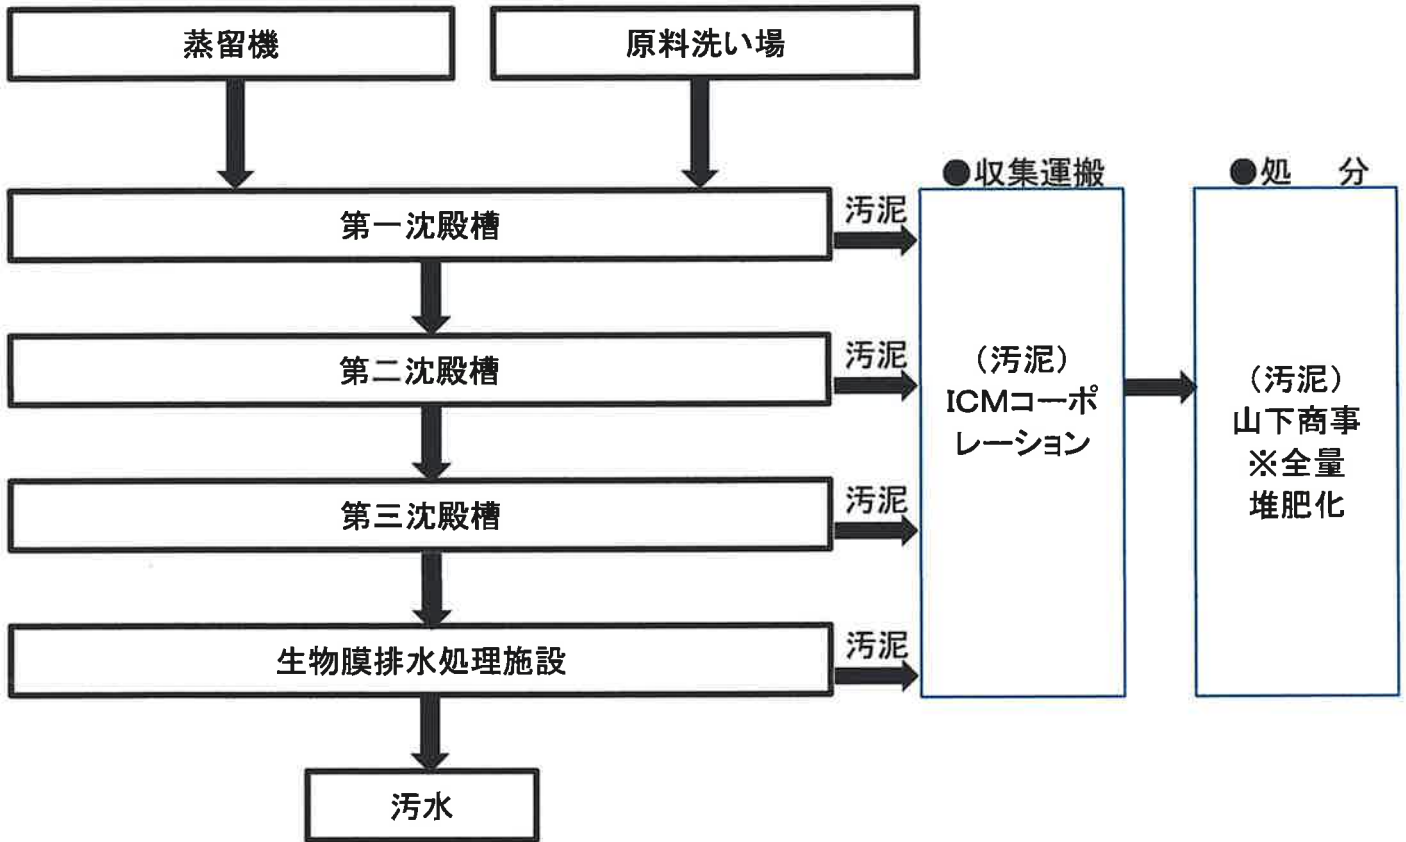 蒸留機
原料洗い場
●収集運搬
●処　分
第一沈殿槽
汚泥
第二沈殿槽
汚泥
（汚泥）
ICMコーポ
レーション
（汚泥）
山下商事
※全量
堆肥化
第三沈殿槽
汚泥
生物膜排水処理施設
汚泥
汚水